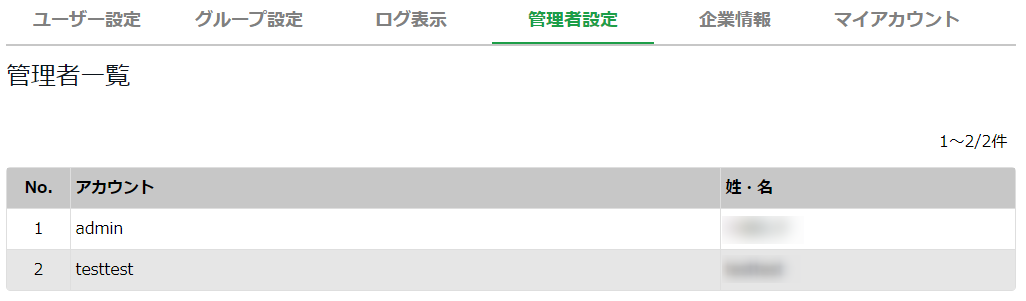 ユーザー設定 グループ設定 ログ表示 管理者設定 企業情報 マイアカウント
管理者一覧
1～2/2件
No. アカウント 姓・名
1 admin
2 testtest